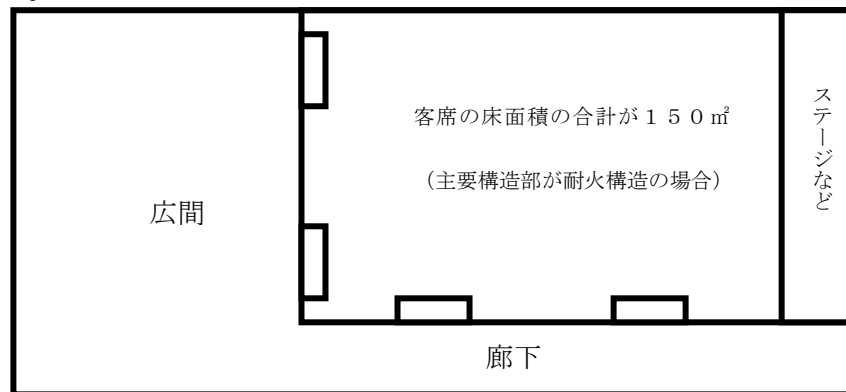 客席の床面積の合計が１５０㎡
（主要構造部が耐火構造の場合）
ステージなど
広間
廊下